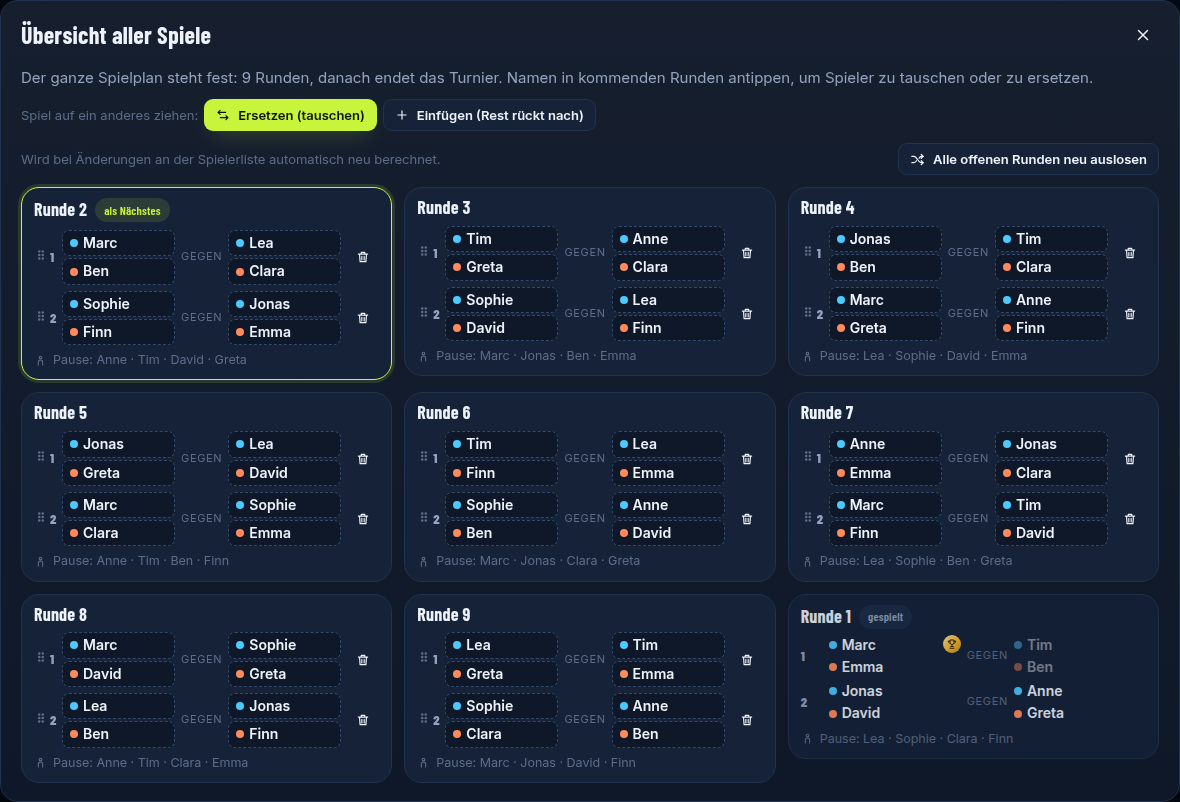 Übersicht aller Spiele
Der ganze Spielplan steht fest: 9 Runden, danach endet das Turnier. Namen in kommenden Runden antippen, um Spieler zu tauschen oder zu ersetzen.
Spiel auf ein anderes ziehen: Ersetzen (tauschen) Einfügen (Rest rückt nach)
Wird bei Änderungen an der Spielerliste automatisch neu berechnet. Alle offenen Runden neu auslosen
Runde 2 als Nächstes
1 Marc GEGEN Lea
Ben Clara
2 Sophie GEGEN Jonas
Finn Emma
Pause: Anne · Tim · David · Greta
Runde 3
1 Tim GEGEN Anne
Greta Clara
2 Sophie GEGEN Lea
David Finn
Pause: Marc · Jonas · Ben · Emma
Runde 4
1 Jonas GEGEN Tim
Ben Clara
2 Marc GEGEN Anne
Greta Finn
Pause: Lea · Sophie · David · Emma
Runde 5
1 Jonas GEGEN Lea
Greta David
2 Marc GEGEN Sophie
Clara Emma
Pause: Anne · Tim · Ben · Finn
Runde 6
1 Tim GEGEN Lea
Finn Emma
2 Sophie GEGEN Anne
Ben David
Pause: Marc · Jonas · Clara · Greta
Runde 7
1 Anne GEGEN Jonas
Emma Clara
2 Marc GEGEN Tim
Finn David
Pause: Lea · Sophie · Ben · Greta
Runde 8
1 Marc GEGEN Sophie
David Greta
2 Lea GEGEN Jonas
Ben Finn
Pause: Anne · Tim · Clara · Emma
Runde 9
1 Lea GEGEN Tim
Greta Emma
2 Sophie GEGEN Anne
Clara Ben
Pause: Marc · Jonas · David · Finn
Runde 1 gespielt
1 Marc GEGEN Tim
Emma Ben
2 Jonas GEGEN Anne
David Greta
Pause: Lea · Sophie · Clara · Finn